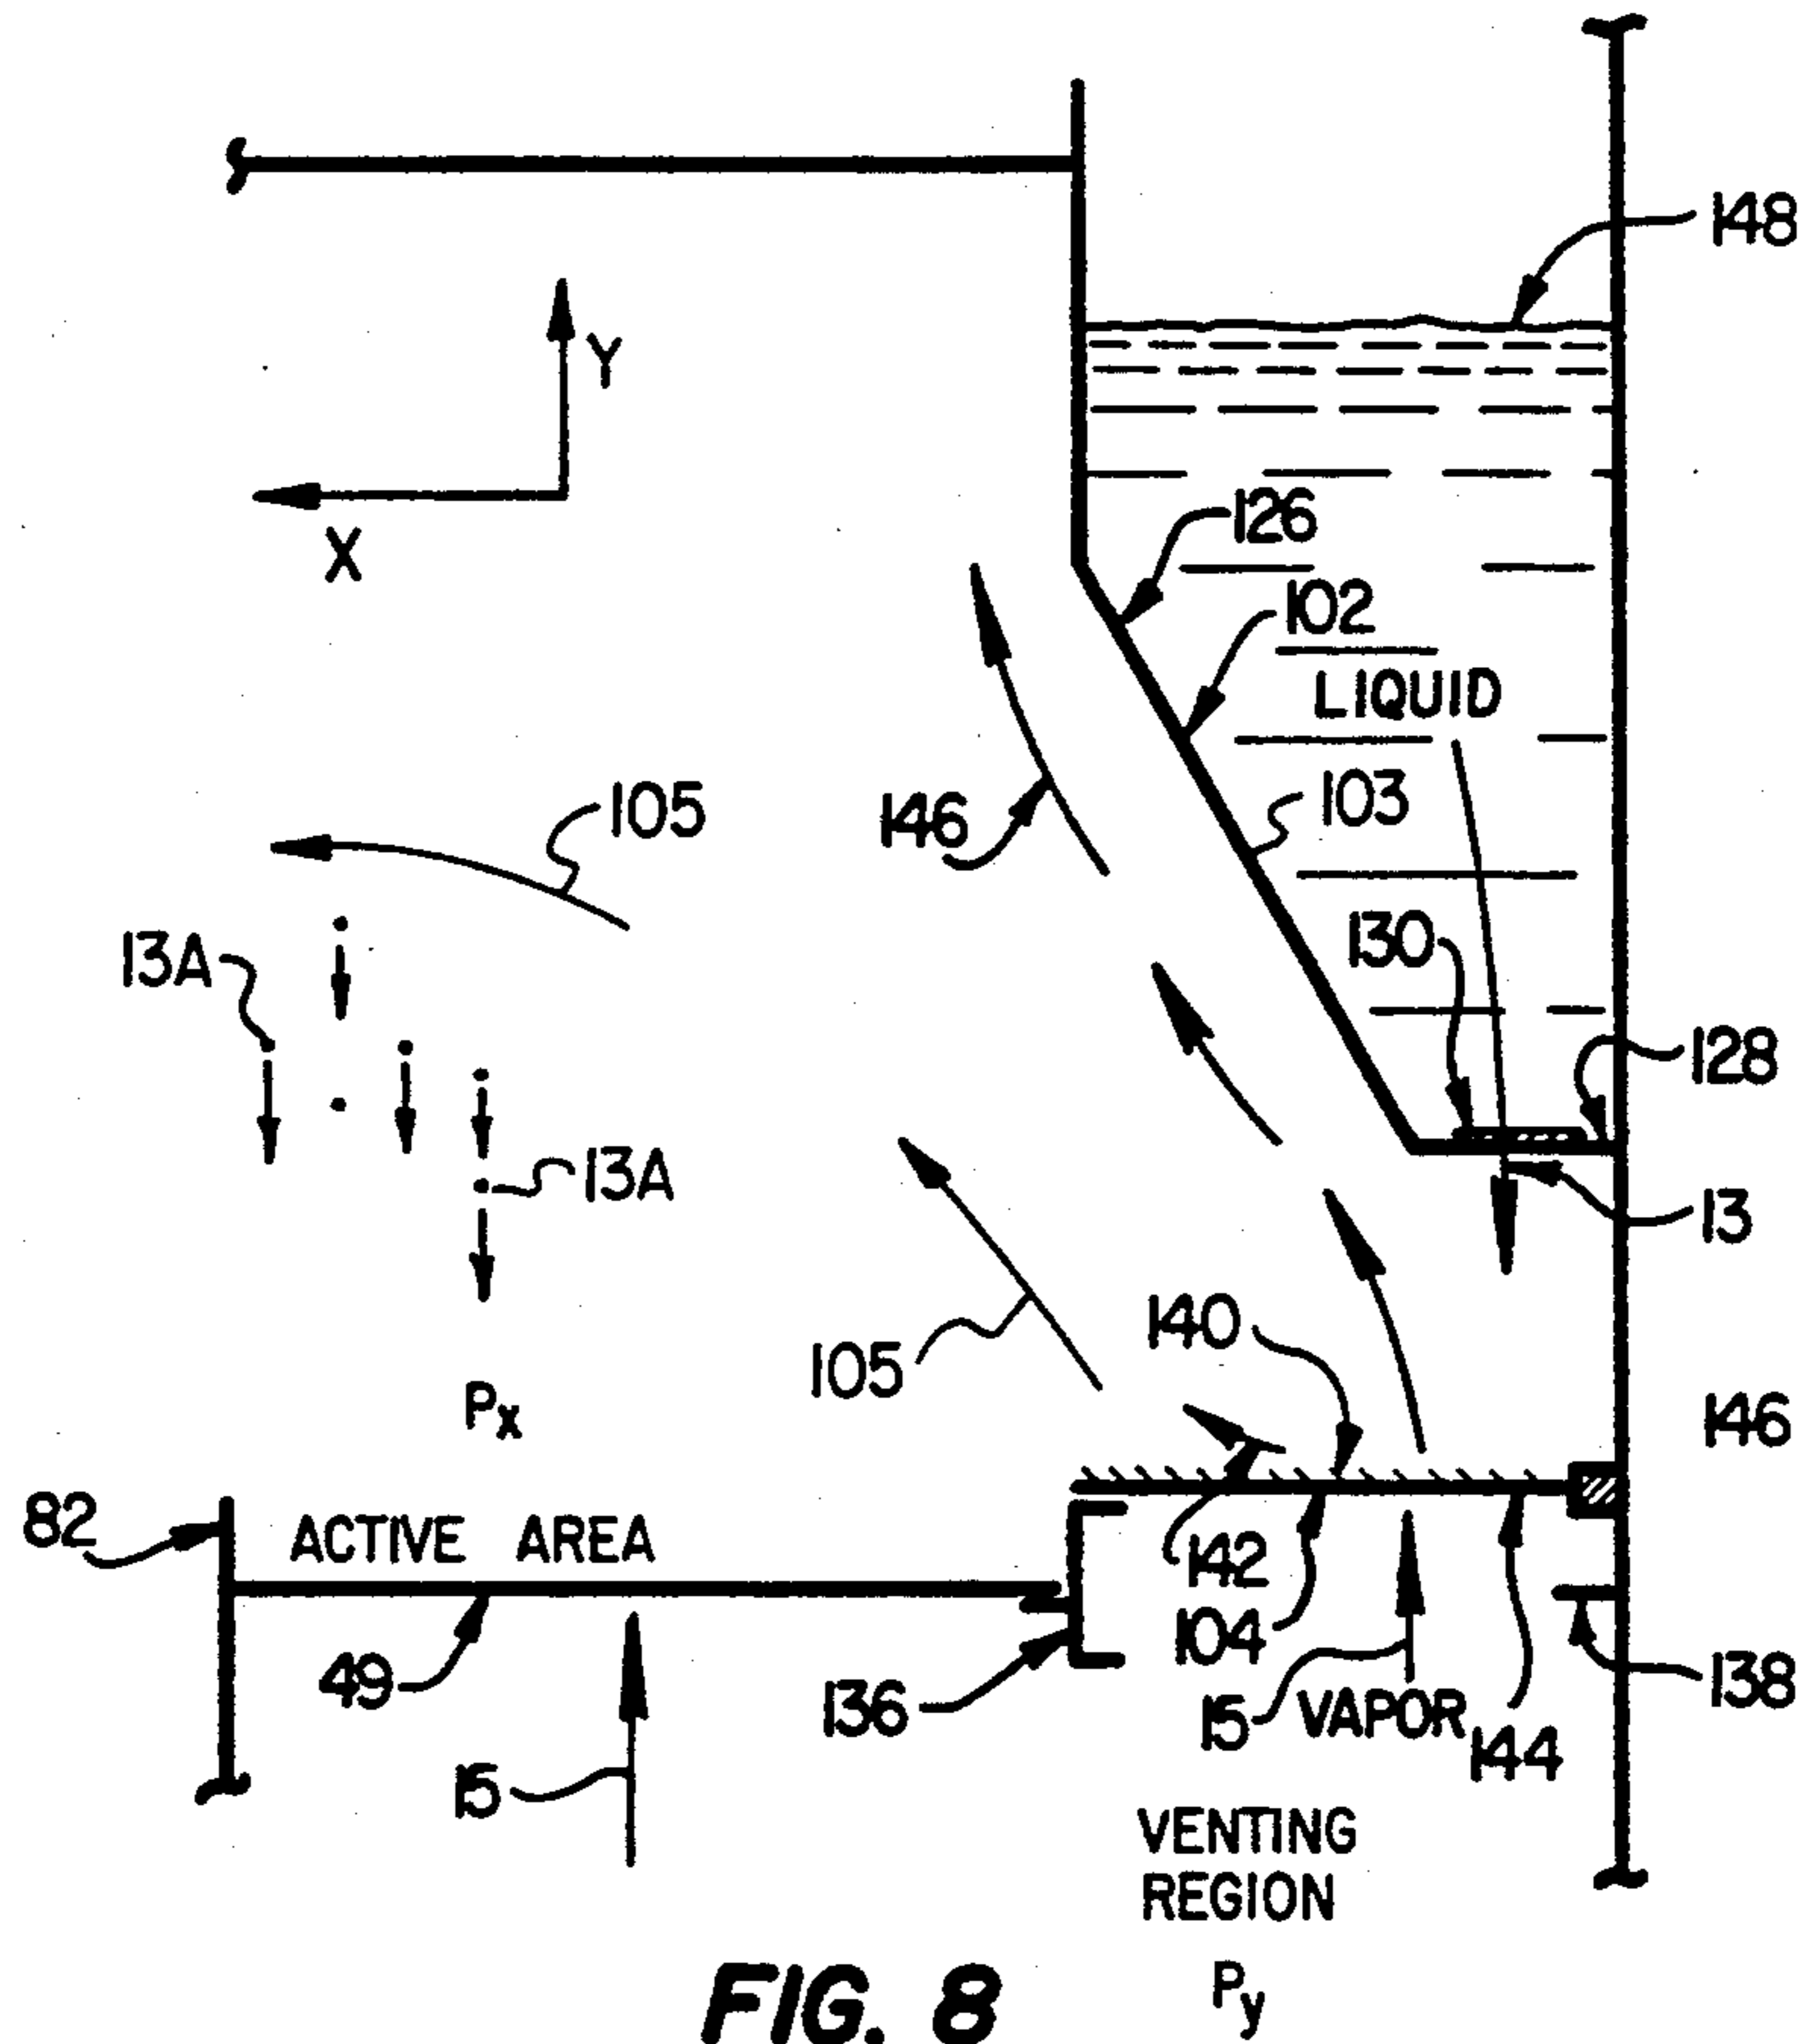 148
Y
X
126
102
LIQUID
103
105
146
13A
130
128
13A
13
140
105
146
Px
82
ACTIVE AREA
142
104
49
136
15
VAPOR
138
144
15
VENTING
REGION
Py
FIG. 8